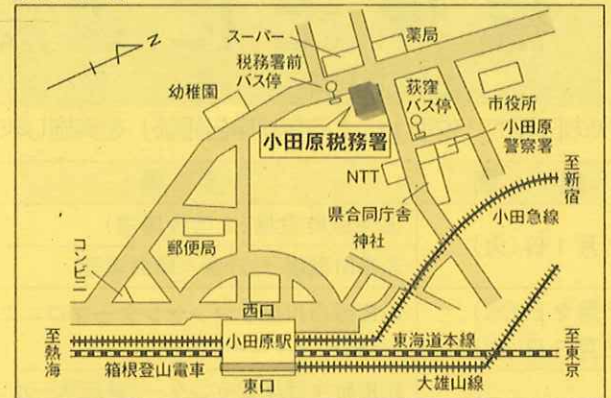 N
スーパー
薬局
税務署前
バス停
幼稚園
荻窪
バス停
市役所
小田原税務署
小田原
警察署
NTT
至新宿
県合同庁舎
小田急線
神社
郵便局
コンビニ
西口
至熱海
小田原駅
東海道本線
至東京
箱根登山電車
大雄山線
東口